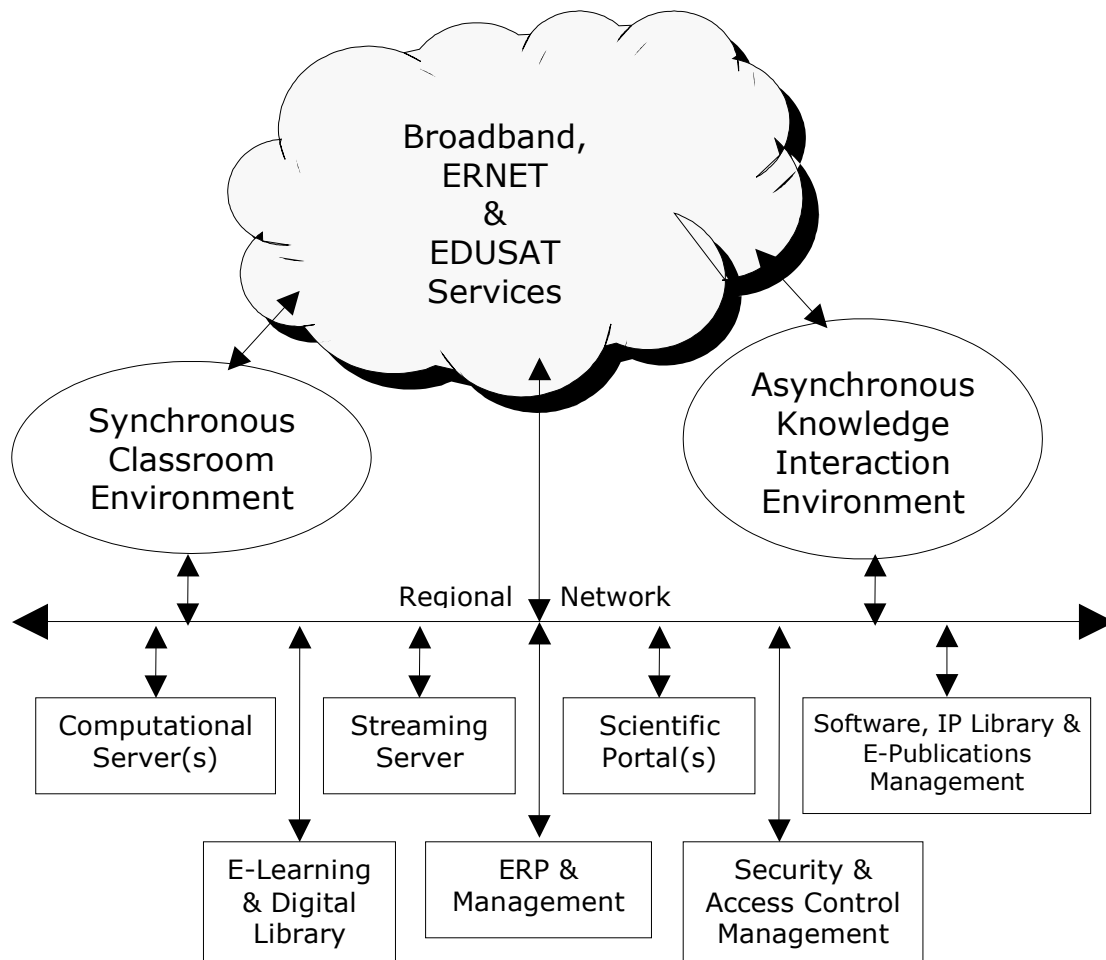 Broadband,
ERNET
&
EDUSAT
Services
Synchronous
Classroom
Environment
Asynchronous
Knowledge
Interaction
Environment
Regional Network
Computational
Server(s)
Streaming
Server
Scientific
Portal(s)
Software, IP Library &
E-Publications
Management
E-Learning
& Digital
Library
ERP &
Management
Security &
Access Control
Management